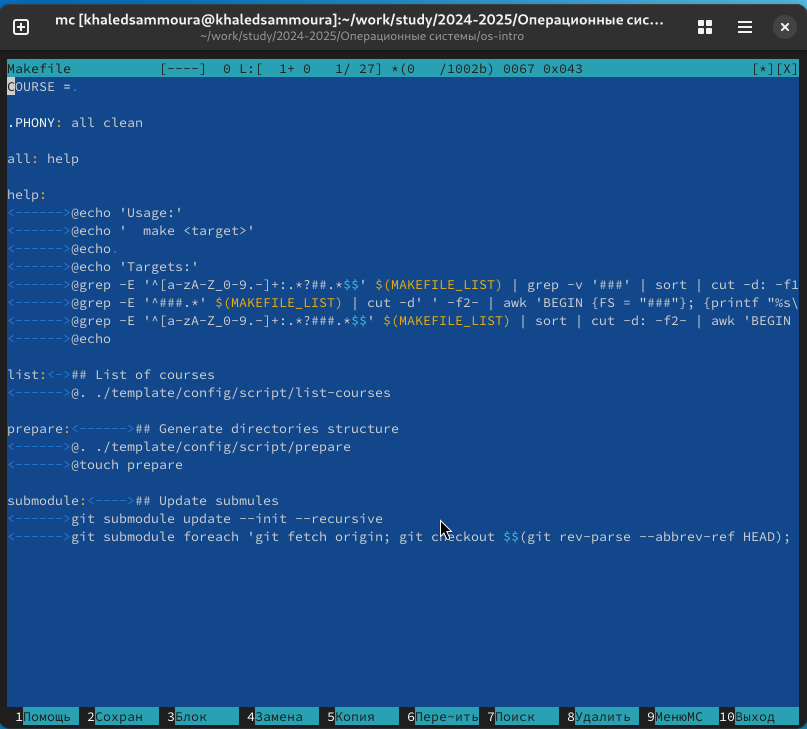 mc [khaledsammoura@khaledsammoura]:~/work/study/2024-2025/Операционные сис...
~/work/study/2024-2025/Операционные системы/os-intro
Makefile [----] 0 L:[ 1+ 0 1/ 27] *(0 /1002b) 0067 0x043 [*][X]
COURSE =.

.PHONY: all clean

all: help

help:
<------>@echo 'Usage:'
<------>@echo '  make <target>'
<------>@echo.
<------>@echo 'Targets:'
<------>@grep -E '^[a-zA-Z_0-9.-]+:.*?##.*$$' $(MAKEFILE_LIST) | grep -v '###' | sort | cut -d: -f1
<------>@grep -E '^###.*' $(MAKEFILE_LIST) | cut -d' ' -f2- | awk 'BEGIN {FS = "###"}; {printf "%s\
<------>@grep -E '^[a-zA-Z_0-9.-]+:.*?###.*$$' $(MAKEFILE_LIST) | sort | cut -d: -f2- | awk 'BEGIN
<------>@echo

list:<->## List of courses
<------>@. ./template/config/script/list-courses

prepare:<------>## Generate directories structure
<------>@. ./template/config/script/prepare
<------>@touch prepare

submodule:<---->## Update submules
<------>git submodule update --init --recursive
<------>git submodule foreach 'git fetch origin; git checkout $$(git rev-parse --abbrev-ref HEAD);
1Помощь 2Сохран 3Блок 4Замена 5Копия 6Пере~ить 7Поиск 8Удалить 9МенюМС 10Выход